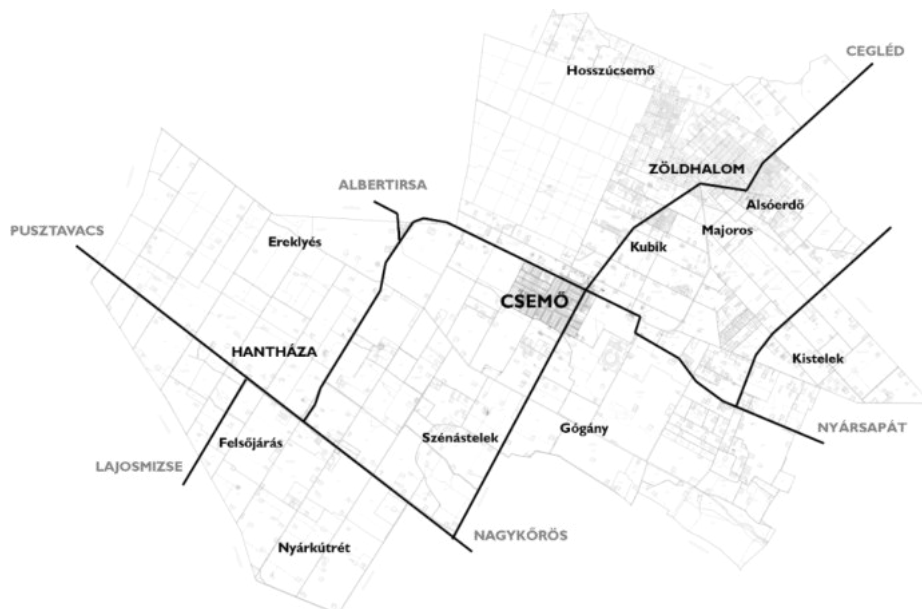 CEGLÉD
Hosszúcsemő
ZÖLDHALOM
ALBERTIRSA
Alsóerdő
PUSZTAVACS
Ereklyés
Kubik
Majoros
CSEMŐ
HANTHÁZA
Kistelek
NYÁRSAPÁT
Felsőjárás
Szénástelek
Gógány
LAJOSMIZSE
NAGYKŐRÖS
Nyárkútrét